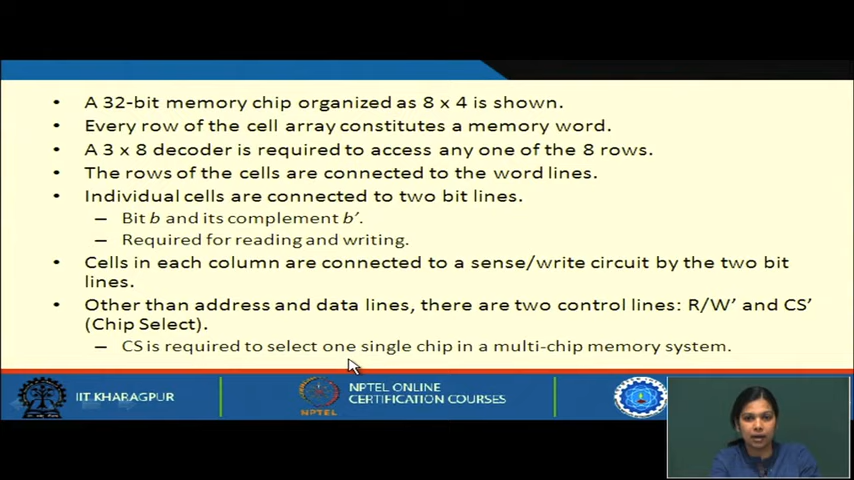 • A 32-bit memory chip organized as 8 x 4 is shown.
• Every row of the cell array constitutes a memory word.
• A 3 x 8 decoder is required to access any one of the 8 rows.
• The rows of the cells are connected to the word lines.
• Individual cells are connected to two bit lines.
– Bit b and its complement b′.
– Required for reading and writing.
• Cells in each column are connected to a sense/write circuit by the two bit
lines.
• Other than address and data lines, there are two control lines: R/W′ and CS′
(Chip Select).
– CS is required to select one single chip in a multi-chip memory system.
IIT KHARAGPUR
NPTEL
NPTEL ONLINE
CERTIFICATION COURSES